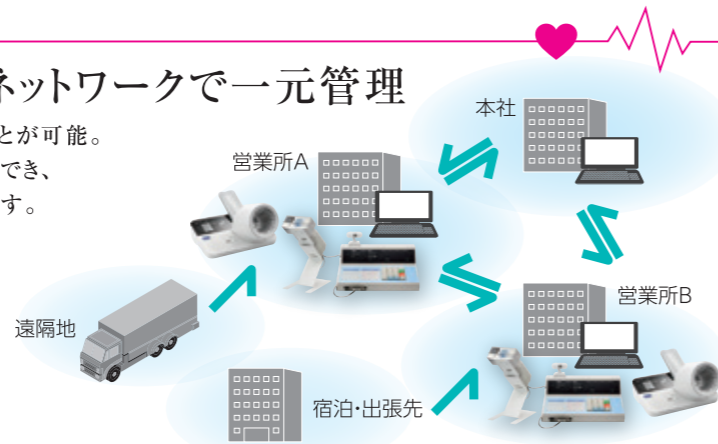 ネットワークで一元管理
とが可能。
でき、
す。
本社
営業所A
営業所B
遠隔地
宿泊・出張先